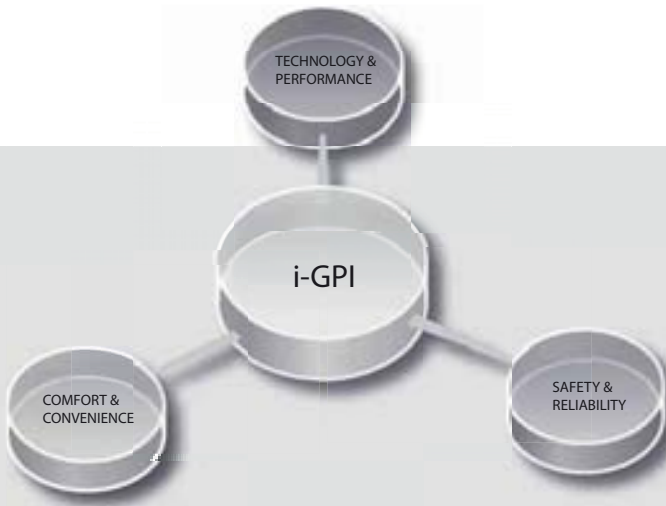 TECHNOLOGY &
PERFORMANCE
i-GPI
COMFORT &
CONVENIENCE
SAFETY &
RELIABILITY